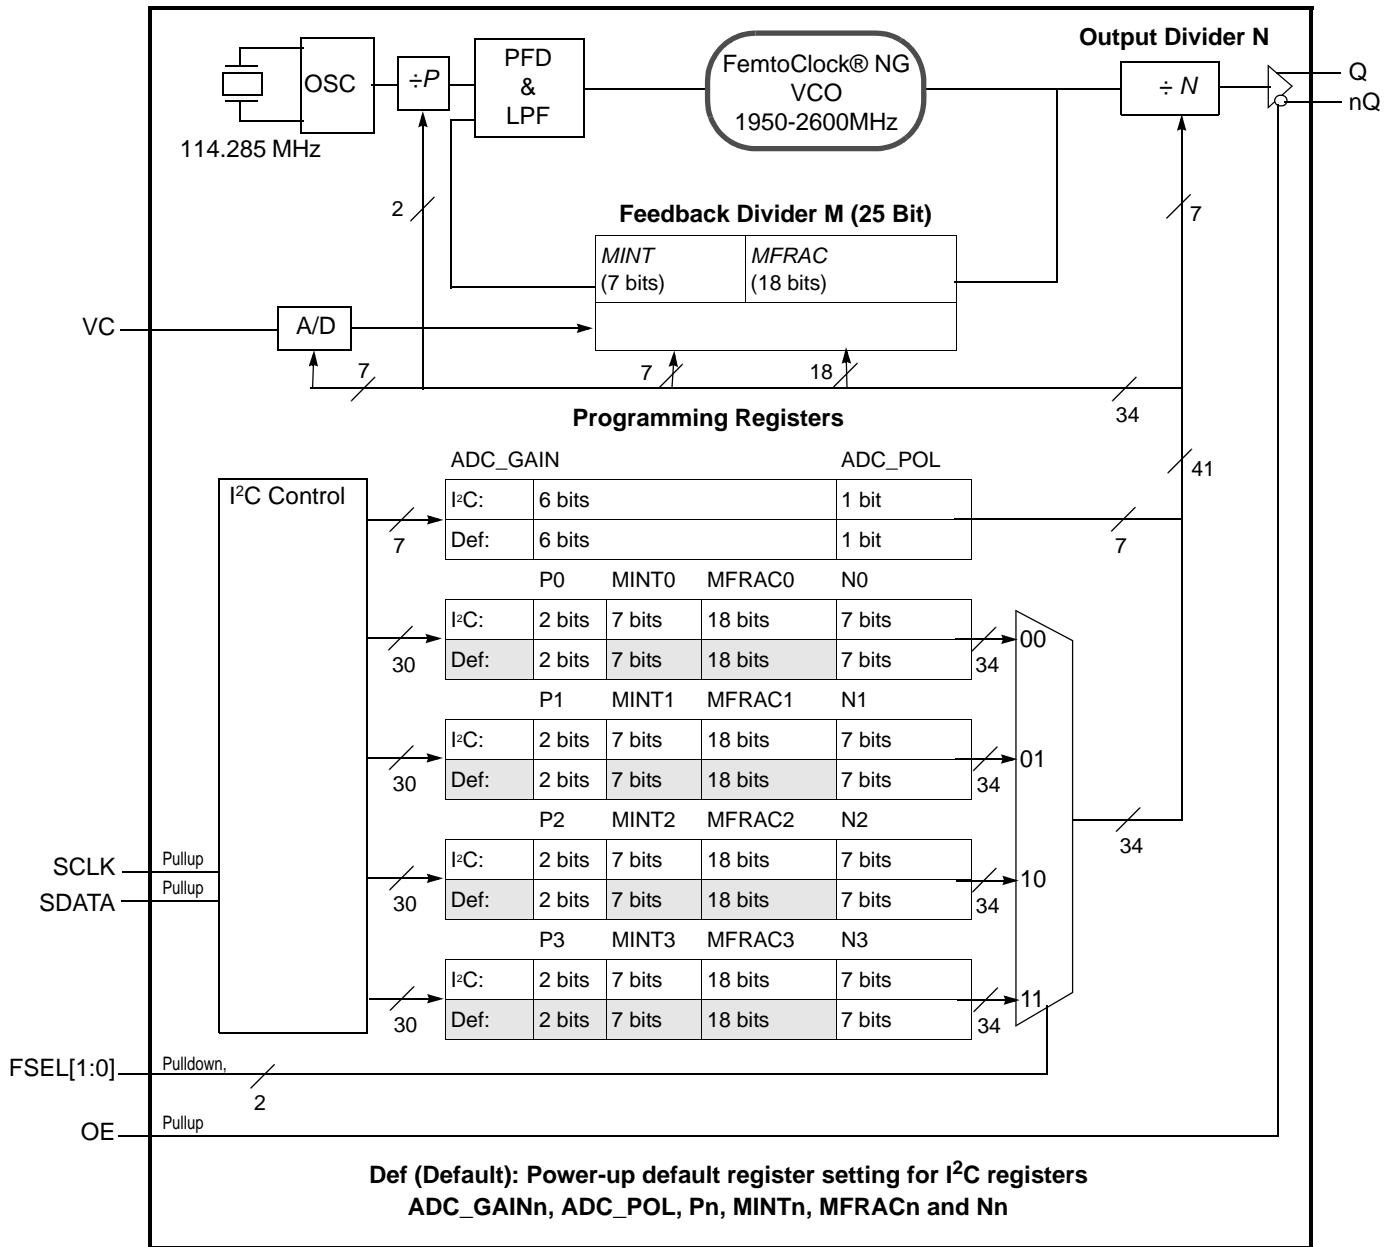 Output Divider N
OSC
÷P
PFD
&
LPF
FemtoClock® NG
VCO
1950-2600MHz
÷ N
Q
nQ
114.285 MHz
2
7
Feedback Divider M (25 Bit)
MINT
(7 bits)
MFRAC
(18 bits)
VC
A/D
7
7
18
34
Programming Registers
ADC_GAIN
ADC_POL
41
I²C Control
I²C:
6 bits
1 bit
7
Def:
6 bits
1 bit
7
P0
MINT0
MFRAC0
N0
I²C:
2 bits
7 bits
18 bits
7 bits
00
30
Def:
2 bits
7 bits
18 bits
7 bits
34
P1
MINT1
MFRAC1
N1
I²C:
2 bits
7 bits
18 bits
7 bits
01
30
Def:
2 bits
7 bits
18 bits
7 bits
34
P2
MINT2
MFRAC2
N2
34
SCLK
Pullup
I²C:
2 bits
7 bits
18 bits
7 bits
10
SDATA
Pullup
30
Def:
2 bits
7 bits
18 bits
7 bits
34
P3
MINT3
MFRAC3
N3
I²C:
2 bits
7 bits
18 bits
7 bits
11
30
Def:
2 bits
7 bits
18 bits
7 bits
34
FSEL[1:0]
Pulldown,
2
OE
Pullup
Def (Default): Power-up default register setting for I²C registers
ADC_GAINn, ADC_POL, Pn, MINTn, MFRACn and Nn